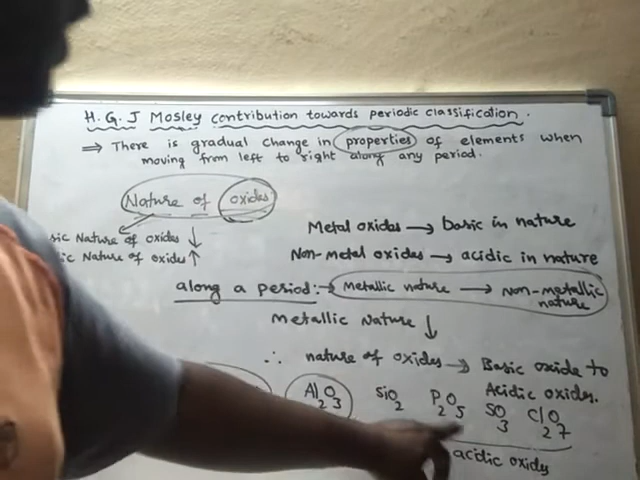 H.G.J Mosley contribution towards periodic classification.
⇒ There is gradual change in properties of elements when
moving from left to right along any period.
Nature of oxides
sic Nature of oxides ↓
ic Nature of oxides ↑
Metal oxides → basic in nature
Non-metal oxides → acidic in nature
along a period:→ Metallic nature → Non-metallic
nature
Metallic Nature ↓
∴ nature of oxides → Basic oxide to
Acidic oxides.
Al2O3 SiO2 P2O5 SO3 Cl2O7
acidic oxides